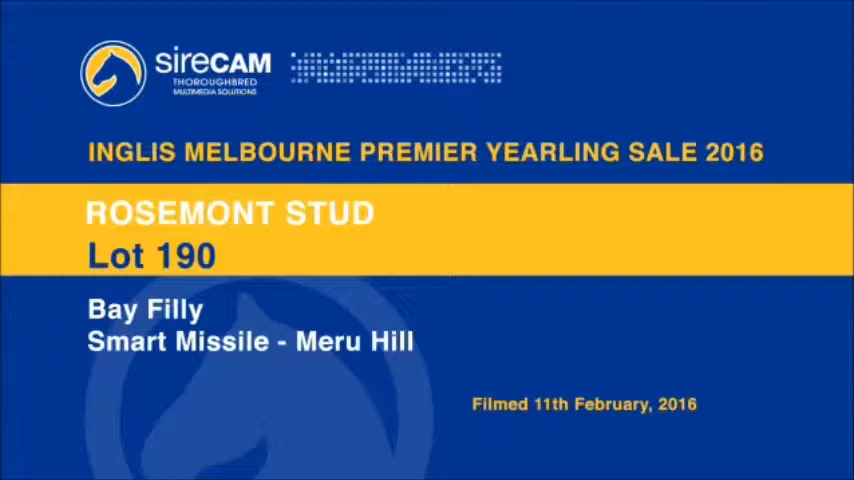 sireCAM
THOROUGHBRED
MULTIMEDIA SOLUTIONS
INGLIS MELBOURNE PREMIER YEARLING SALE 2016
ROSEMONT STUD
Lot 190
Bay Filly
Smart Missile - Meru Hill
Filmed 11th February, 2016